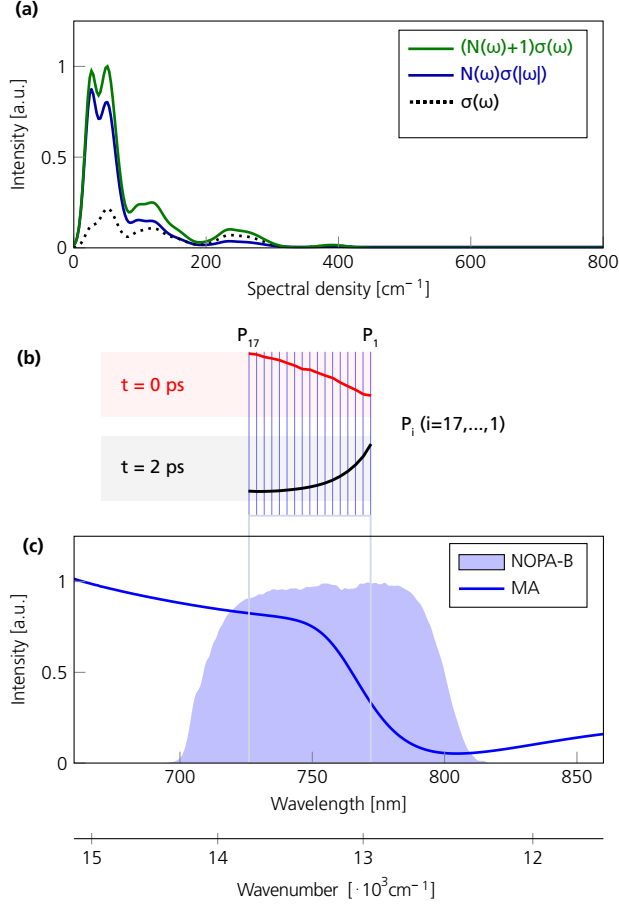 (a)
Intensity [a.u.]
1
0.5
0
(N(ω)+1)σ(ω)
N(ω)σ(|ω|)
σ(ω)
0 200 400 600 800
Spectral density [cm⁻¹]
(b)
P₁₇ P₁
t = 0 ps
t = 2 ps
Pᵢ (i=17,...,1)
(c)
Intensity [a.u.]
1
0.5
0
NOPA-B
MA
700 750 800 850
Wavelength [nm]
15 14 13 12
Wavenumber [·10³cm⁻¹]